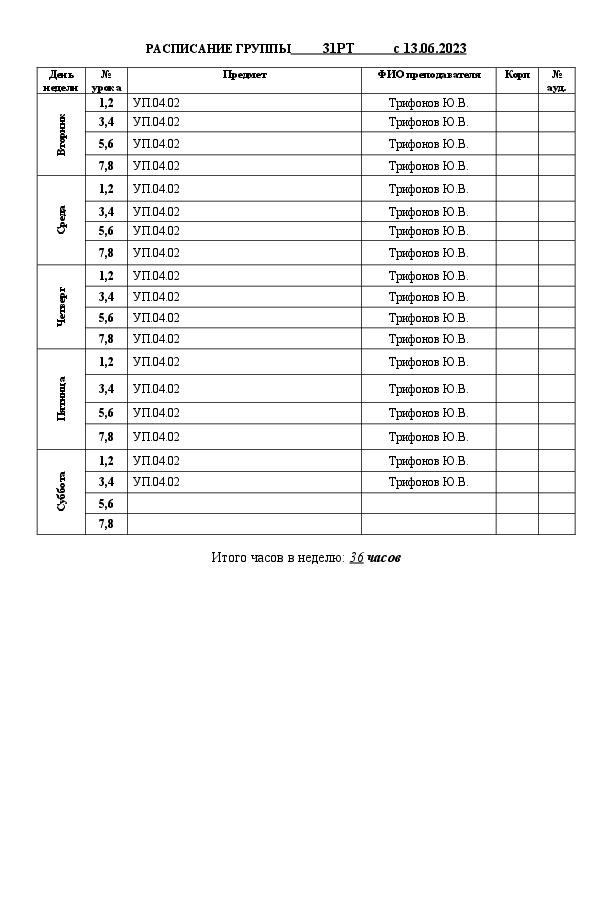 РАСПИСАНИЕ ГРУППЫ 31РТ с 13.06.2023
День недели № урока Предмет ФИО преподавателя Корп № ауд.
Вторник
1,2 УП.04.02 Трифонов Ю.В.
3,4 УП.04.02 Трифонов Ю.В.
5,6 УП.04.02 Трифонов Ю.В.
7,8 УП.04.02 Трифонов Ю.В.
Среда
1,2 УП.04.02 Трифонов Ю.В.
3,4 УП.04.02 Трифонов Ю.В.
5,6 УП.04.02 Трифонов Ю.В.
7,8 УП.04.02 Трифонов Ю.В.
Четверг
1,2 УП.04.02 Трифонов Ю.В.
3,4 УП.04.02 Трифонов Ю.В.
5,6 УП.04.02 Трифонов Ю.В.
7,8 УП.04.02 Трифонов Ю.В.
Пятница
1,2 УП.04.02 Трифонов Ю.В.
3,4 УП.04.02 Трифонов Ю.В.
5,6 УП.04.02 Трифонов Ю.В.
7,8 УП.04.02 Трифонов Ю.В.
Суббота
1,2 УП.04.02 Трифонов Ю.В.
3,4 УП.04.02 Трифонов Ю.В.
5,6
7,8
Итого часов в неделю: 36 часов